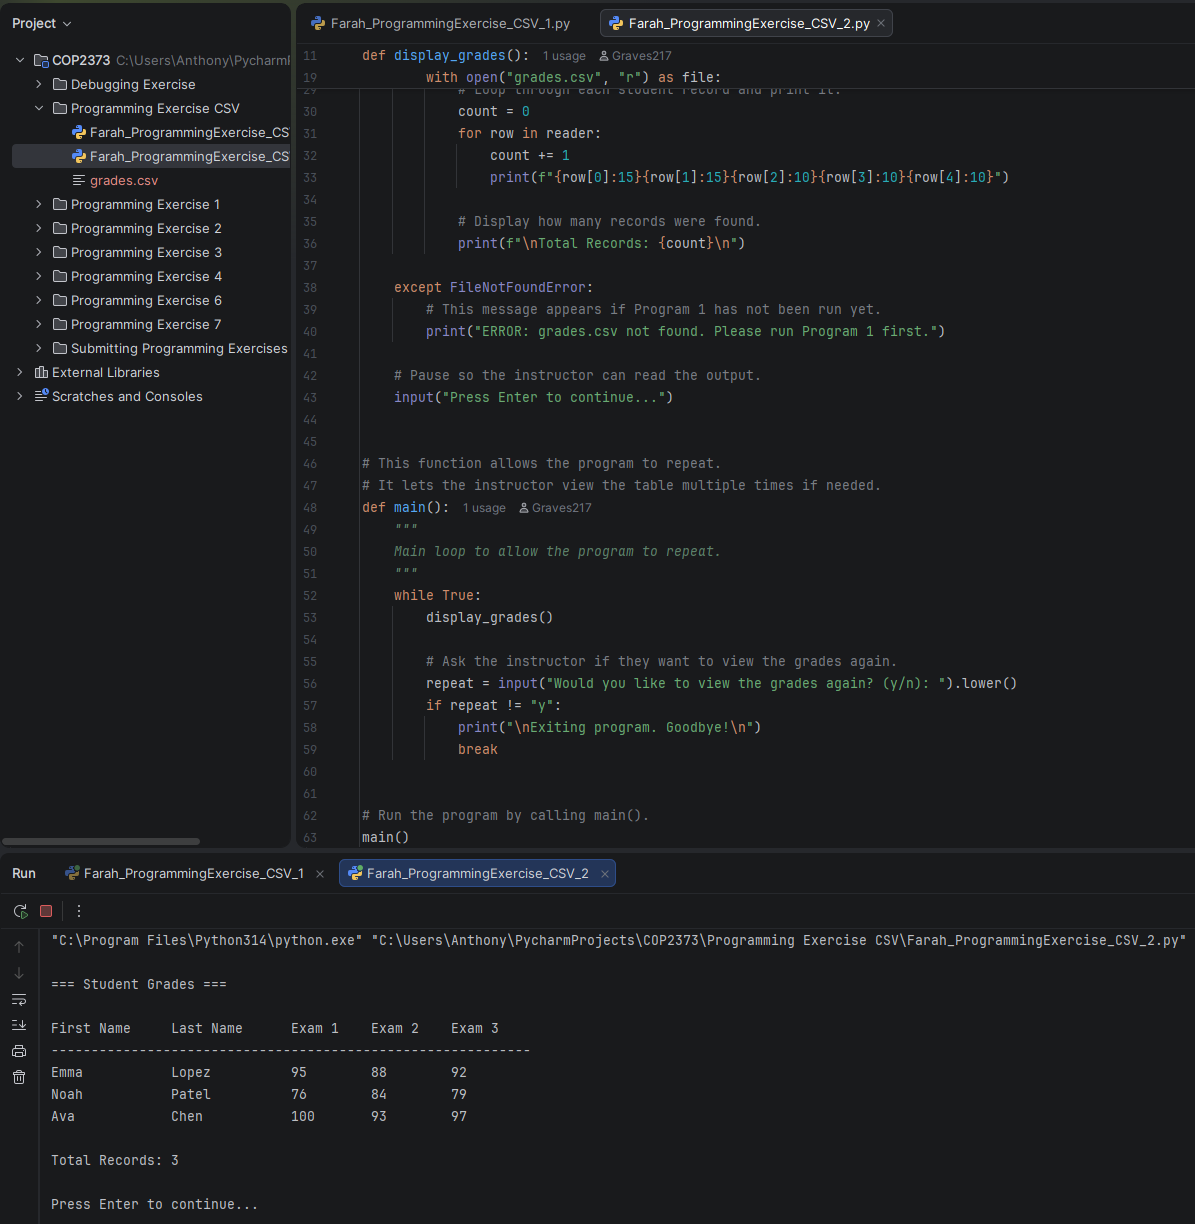 Project
COP2373 C:\Users\Anthony\Pycharm
Debugging Exercise
Programming Exercise CSV
Farah_ProgrammingExercise_CS
Farah_ProgrammingExercise_CS
grades.csv
Programming Exercise 1
Programming Exercise 2
Programming Exercise 3
Programming Exercise 4
Programming Exercise 6
Programming Exercise 7
Submitting Programming Exercises
External Libraries
Scratches and Consoles
Farah_ProgrammingExercise_CSV_1.py
Farah_ProgrammingExercise_CSV_2.py
11 def display_grades(): 1 usage Graves217
19 with open("grades.csv", "r") as file:
29 # Loop through each student record and print it.
30 count = 0
31 for row in reader:
32 count += 1
33 print(f"{row[0]:15}{row[1]:15}{row[2]:10}{row[3]:10}{row[4]:10}")
34
35 # Display how many records were found.
36 print(f"\nTotal Records: {count}\n")
37
38 except FileNotFoundError:
39 # This message appears if Program 1 has not been run yet.
40 print("ERROR: grades.csv not found. Please run Program 1 first.")
41
42 # Pause so the instructor can read the output.
43 input("Press Enter to continue...")
44
45
46 # This function allows the program to repeat.
47 # It lets the instructor view the table multiple times if needed.
48 def main(): 1 usage Graves217
49 """
50 Main loop to allow the program to repeat.
51 """
52 while True:
53 display_grades()
54
55 # Ask the instructor if they want to view the grades again.
56 repeat = input("Would you like to view the grades again? (y/n): ").lower()
57 if repeat != "y":
58 print("\nExiting program. Goodbye!\n")
59 break
60
61
62 # Run the program by calling main().
63 main()
Run
Farah_ProgrammingExercise_CSV_1
Farah_ProgrammingExercise_CSV_2
"C:\Program Files\Python314\python.exe" "C:\Users\Anthony\PycharmProjects\COP2373\Programming Exercise CSV\Farah_ProgrammingExercise_CSV_2.py"
=== Student Grades ===
First Name Last Name Exam 1 Exam 2 Exam 3
------------------------------------------------------------
Emma Lopez 95 88 92
Noah Patel 76 84 79
Ava Chen 100 93 97
Total Records: 3
Press Enter to continue...